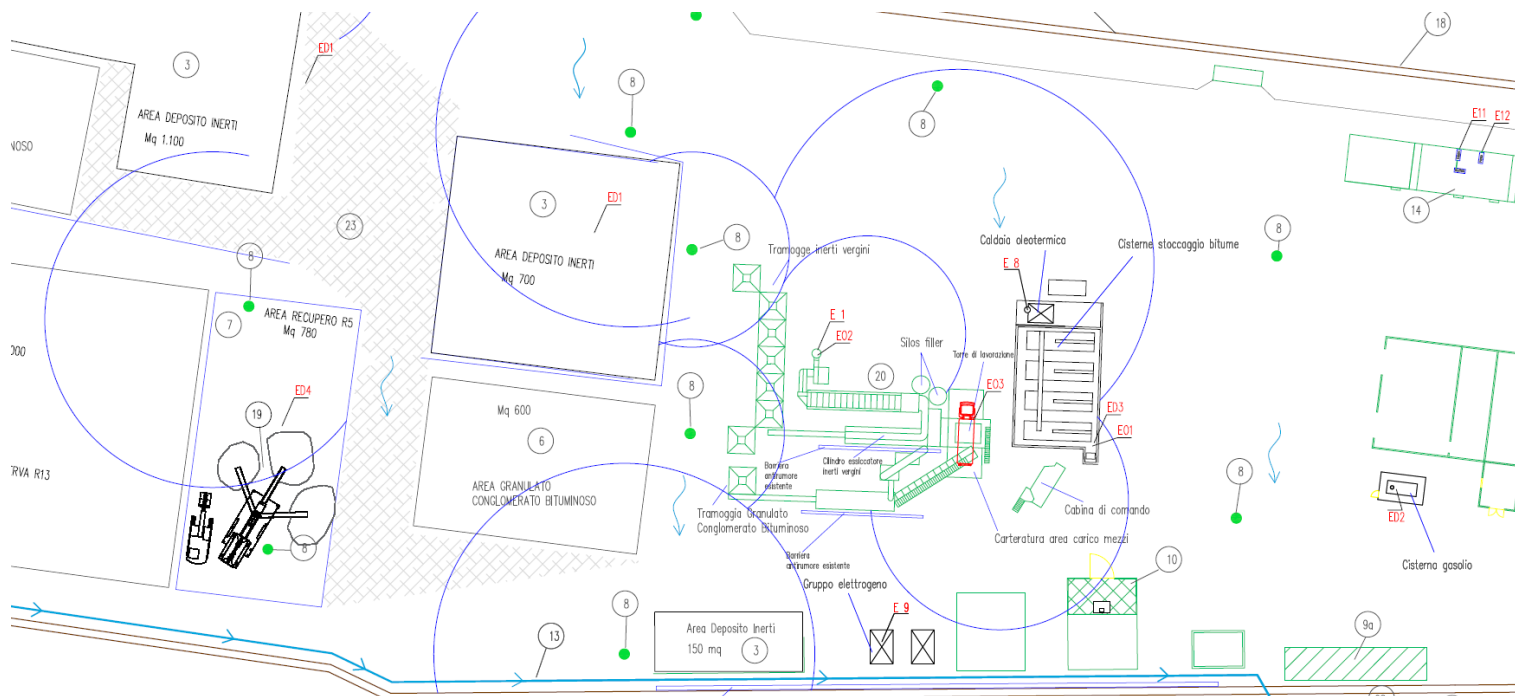 18
ED1
3
AREA DEPOSITO INERTI
Mq 1.100
8
8
E11
E12
NOSO
3
ED1
14
23
8
8
8
AREA DEPOSITO INERTI
Mq 700
Tramogge inerti vergini
Caldaia oleotermica
Cisterne stoccaggio bitume
E 8
7
AREA RECUPERO R5
Mq 780
E 1
E02
Silos filler
Torre di lavorazione
20
E03
000
8
Mq 600
6
ED4
19
AREA GRANULATO
CONGLOMERATO BITUMINOSO
ERVA R13
Barriera
antirumore
esistente
Cilindro essiccatore
inerti vergini
ED3
E01
8
Tramoggia Granulato
Conglomerato Bituminoso
Cabina di comando
Carteratura area carico mezzi
ED2
Cisterna gasolio
8
Barriera
antirumore esistente
Gruppo elettrogeno
10
8
E 9
Area Deposito Inerti
150 mq
3
13
9a